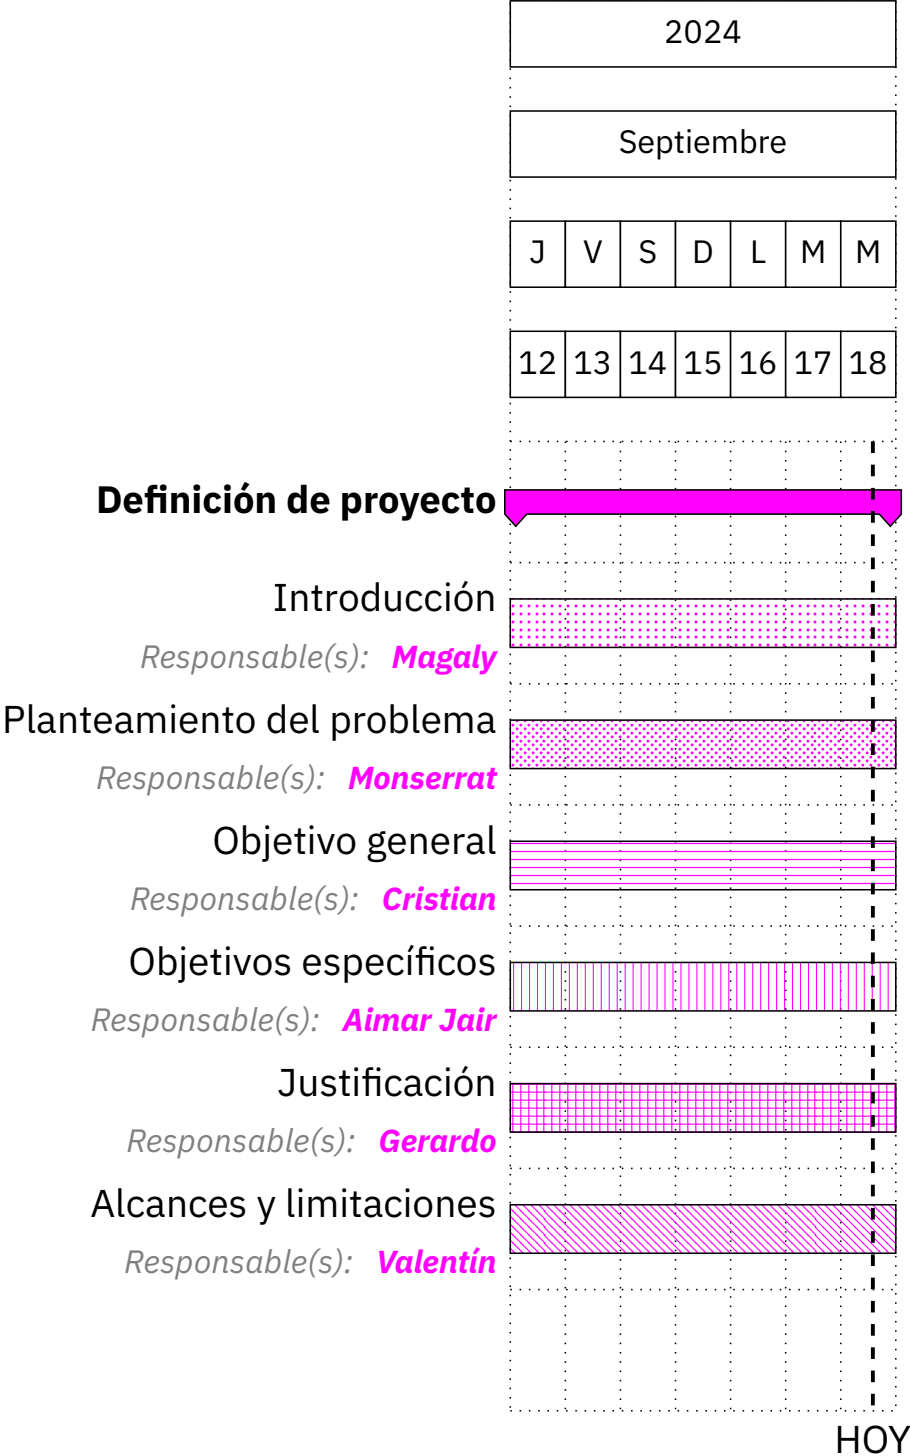 2024
Septiembre
J V S D L M M
12 13 14 15 16 17 18
Definición de proyecto
Introducción
Responsable(s): Magaly
Planteamiento del problema
Responsable(s): Monserrat
Objetivo general
Responsable(s): Cristian
Objetivos específicos
Responsable(s): Aimar Jair
Justificación
Responsable(s): Gerardo
Alcances y limitaciones
Responsable(s): Valentín
HOY